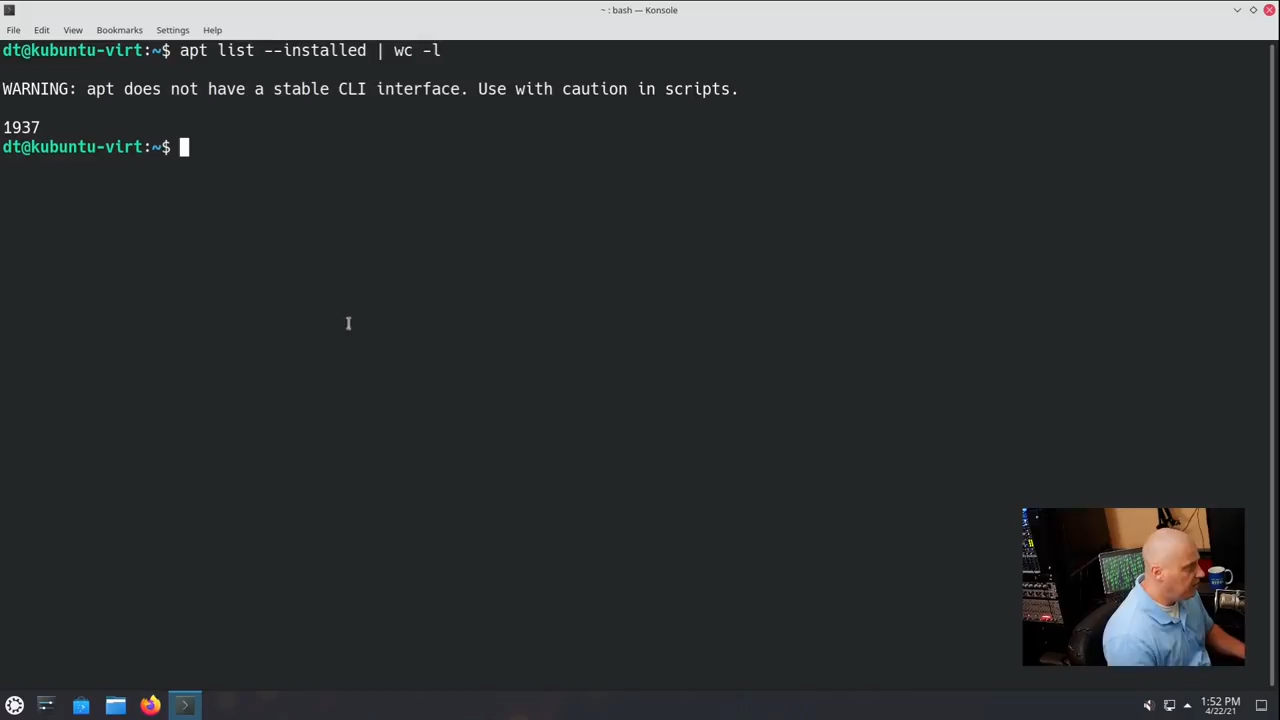 ~ : bash — Konsole
File Edit View Bookmarks Settings Help
dt@kubuntu-virt:~$ apt list --installed | wc -l
WARNING: apt does not have a stable CLI interface. Use with caution in scripts.
1937
dt@kubuntu-virt:~$
1:52 PM
4/22/21